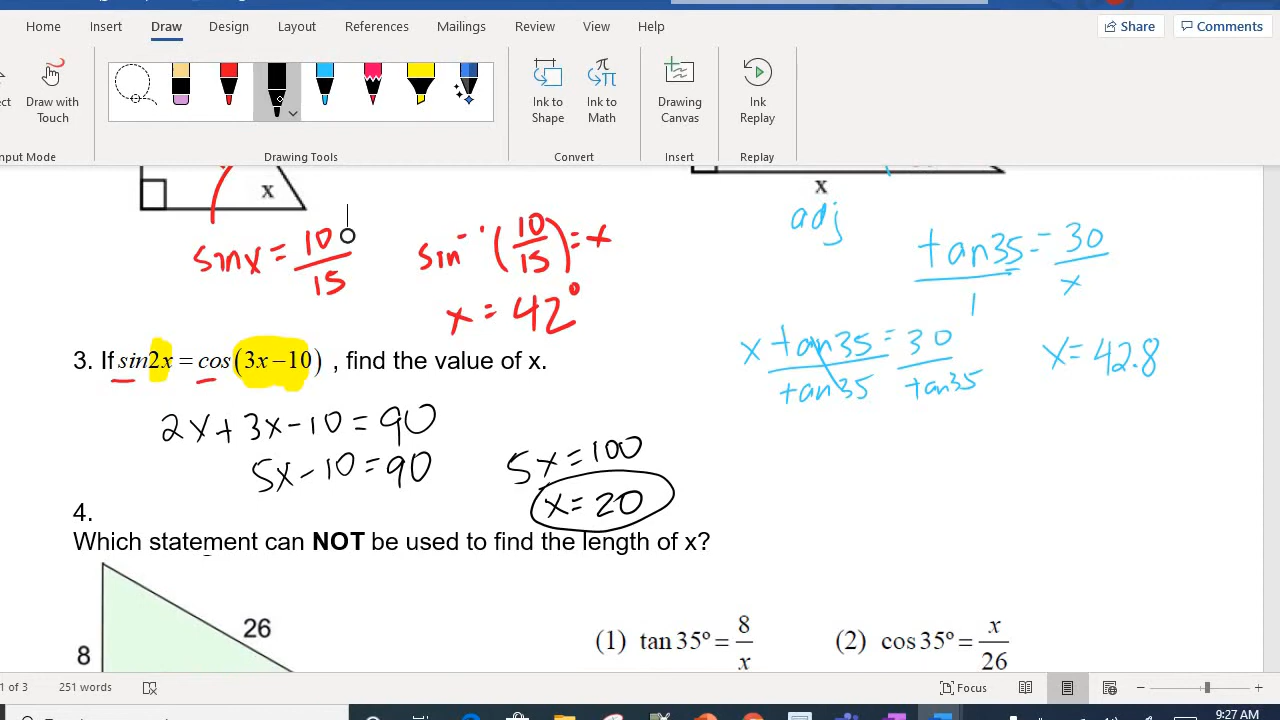 Home Insert Draw Design Layout References Mailings Review View Help Share Comments
Draw with Touch
Ink to Shape
Ink to Math
Drawing Canvas
Ink Replay
Drawing Tools Convert Insert Replay
x
x
adj
sin x = 10/15
sin⁻¹(10/15) = x
x = 42°
tan35 = 30/x
1
3. If sin2x = cos(3x−10) , find the value of x.
x tan35/tan35 = 30/tan35
x = 42.8
2x + 3x − 10 = 90
5x − 10 = 90
5x = 100
x = 20
4.
Which statement can NOT be used to find the length of x?
26
8
(1) tan 35º = 8/x
(2) cos 35º = x/26
1 of 3 251 words Focus
9:27 AM